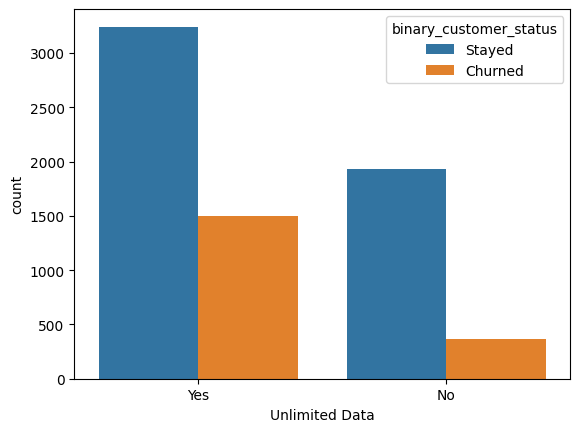 binary_customer_status
Stayed
Churned
3000
2500
2000
1500
1000
500
0
count
Yes
No
Unlimited Data